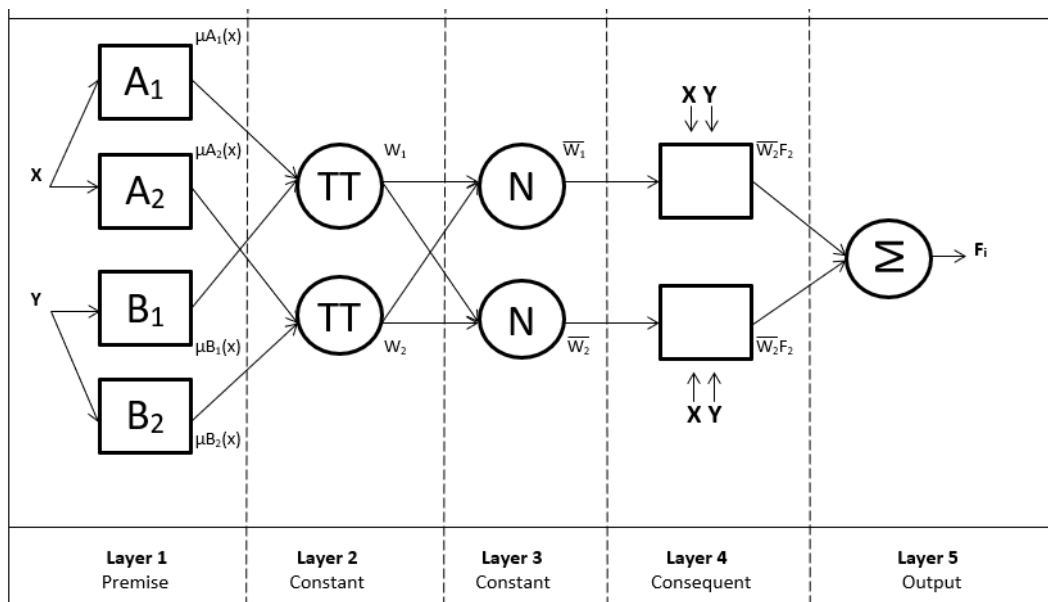 µA₁(x)
A₁
X
µA₂(x)
A₂
Y
B₁
µB₁(x)
B₂
µB₂(x)
W₁
TT
TT
W₂
W̅₁
N
N
W̅₂
X Y
W̅₂F₂
W̅₂F₂
X Y
Σ
Fᵢ
Layer 1
Premise
Layer 2
Constant
Layer 3
Constant
Layer 4
Consequent
Layer 5
Output